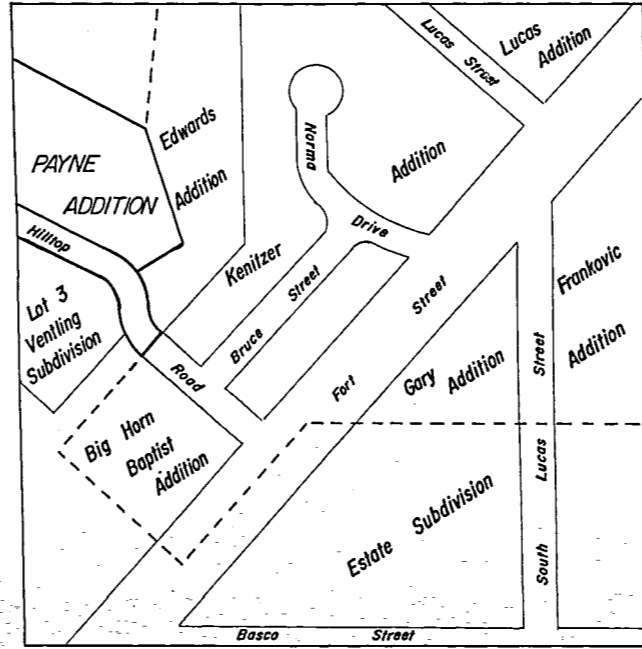 Lucas
Addition
Lucas Street
Edwards
Addition
PAYNE
ADDITION
Norma
Drive
Addition
Hilltop
Road
Kenitzer
Bruce Street
Fort Street
Frankovic
Addition
Lot 3
Ventling
Subdivision
Gary Addition
Big Horn
Baptist
Addition
Estate Subdivision
South Lucas Street
Basco Street